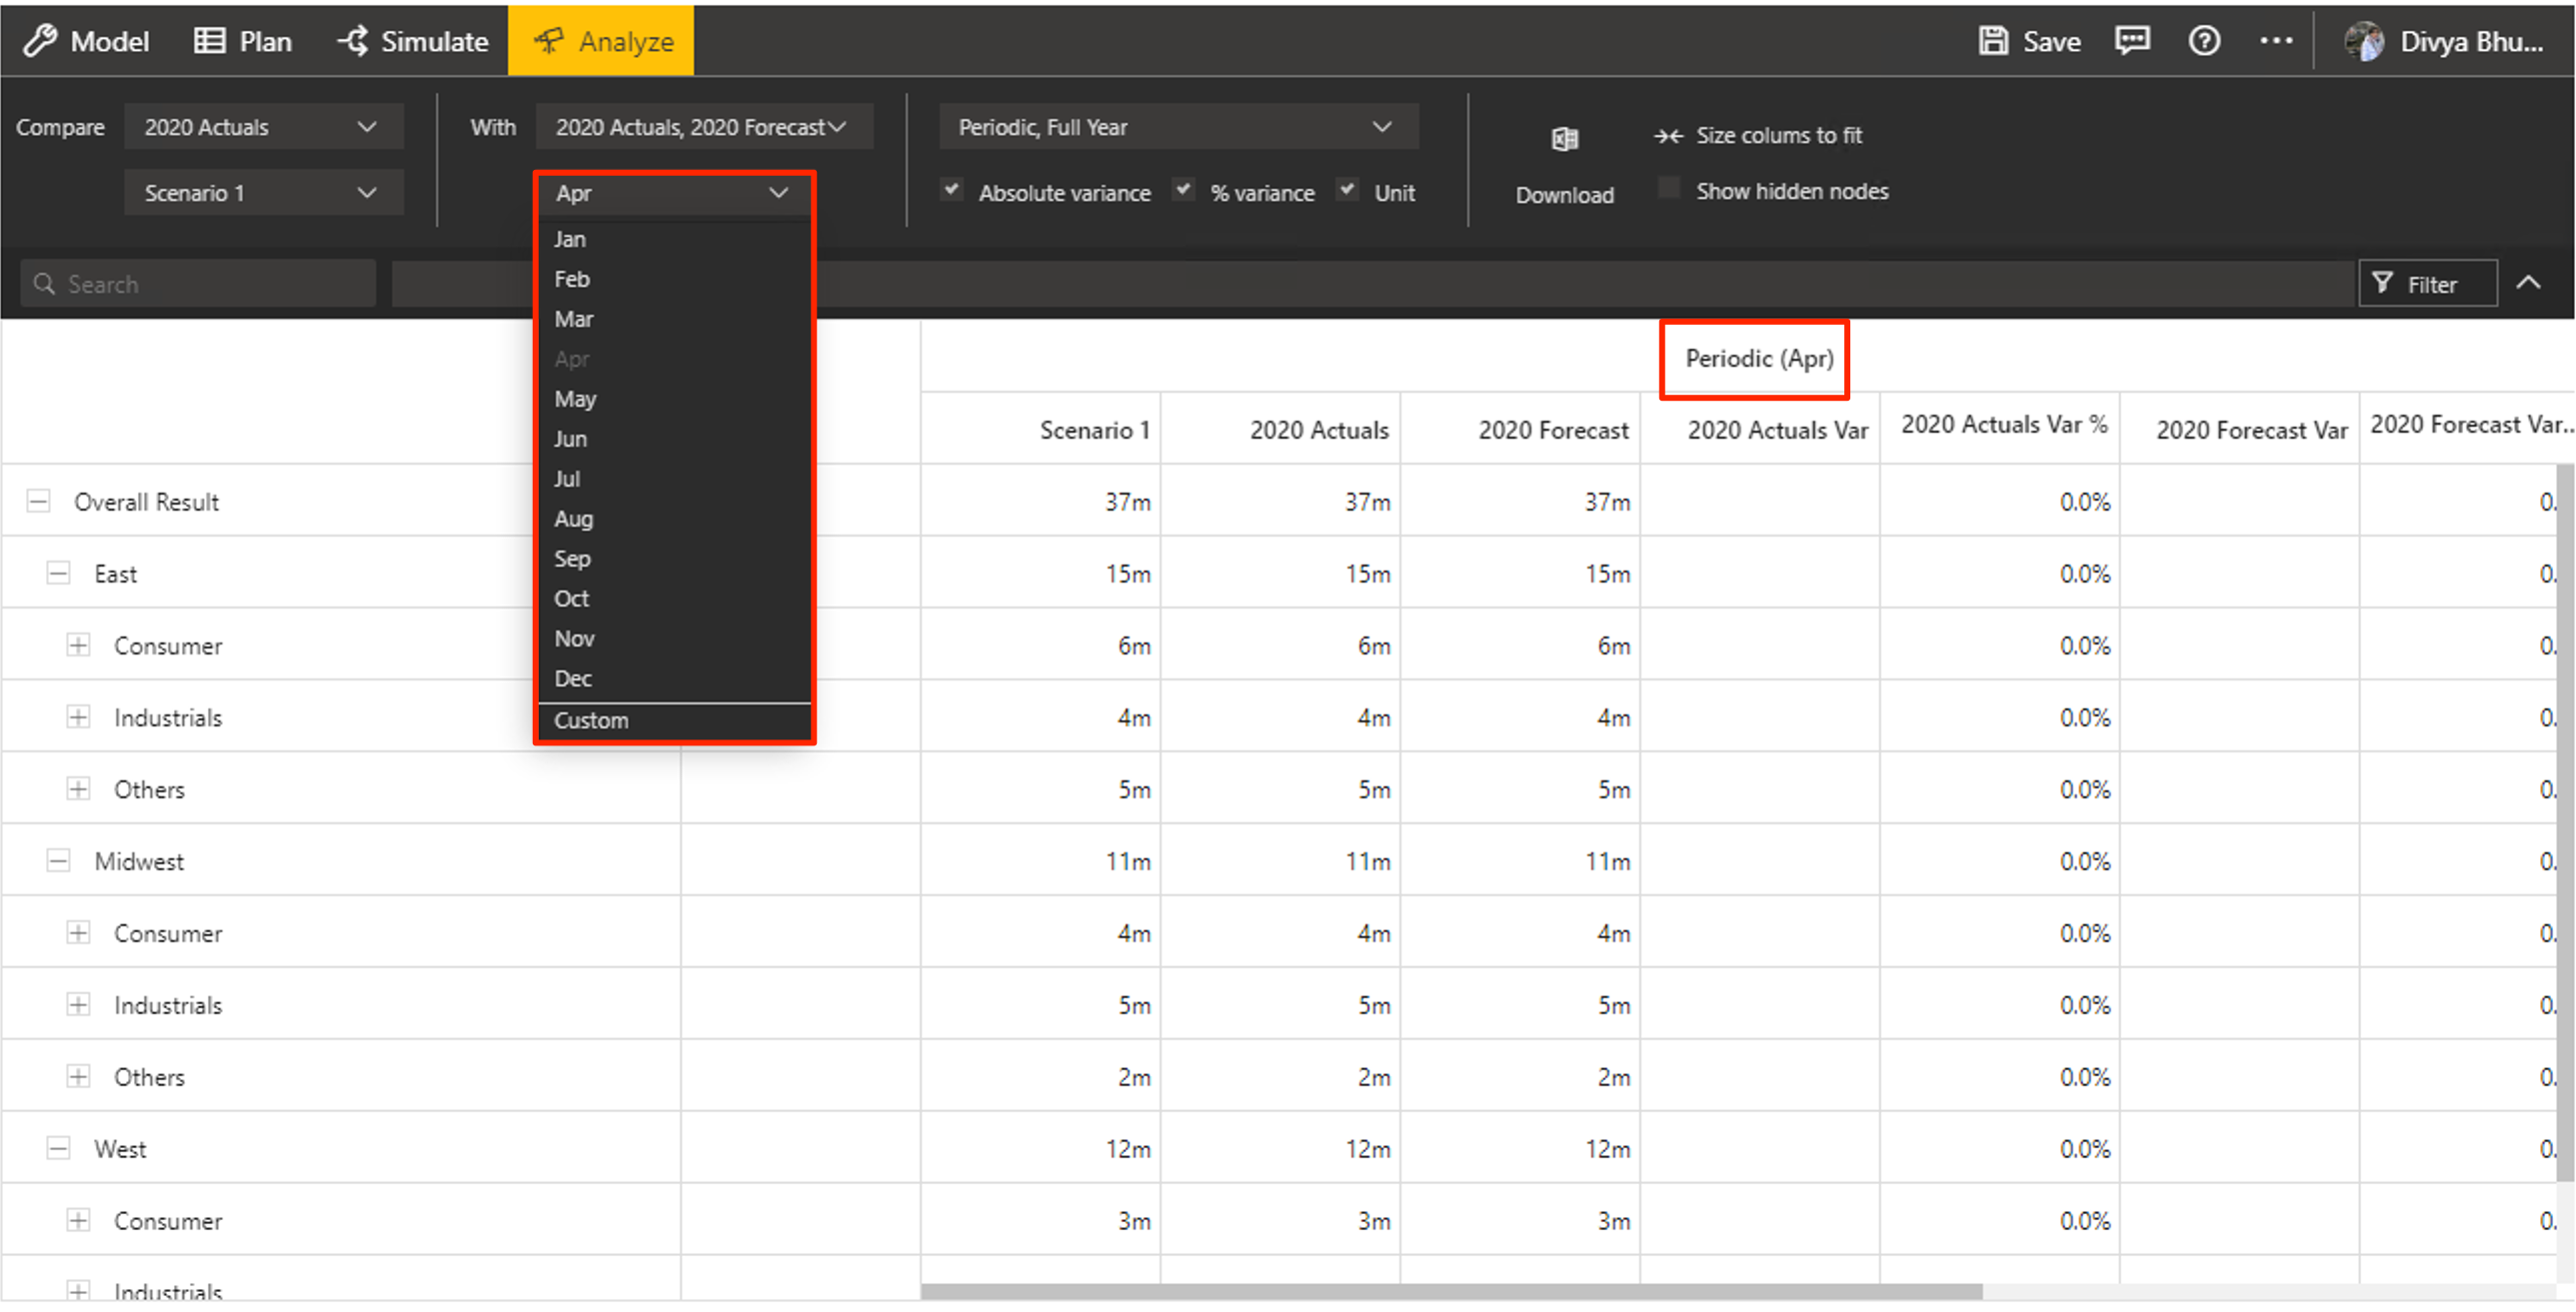 Model Plan Simulate Analyze Save Divya Bhu...
Compare 2020 Actuals With 2020 Actuals, 2020 Forecast Periodic, Full Year Size colums to fit
Scenario 1 Apr Absolute variance % variance Unit Download Show hidden nodes
Jan
Feb
Mar
Apr
May
Jun
Jul
Aug
Sep
Oct
Nov
Dec
Custom
Search Filter
Periodic (Apr)
Scenario 1 2020 Actuals 2020 Forecast 2020 Actuals Var 2020 Actuals Var % 2020 Forecast Var 2020 Forecast Var...
Overall Result 37m 37m 37m 0.0% 0.
East 15m 15m 15m 0.0% 0.
Consumer 6m 6m 6m 0.0% 0.
Industrials 4m 4m 4m 0.0% 0.
Others 5m 5m 5m 0.0% 0.
Midwest 11m 11m 11m 0.0% 0.
Consumer 4m 4m 4m 0.0% 0.
Industrials 5m 5m 5m 0.0% 0.
Others 2m 2m 2m 0.0% 0.
West 12m 12m 12m 0.0% 0.
Consumer 3m 3m 3m 0.0% 0.
Industrials